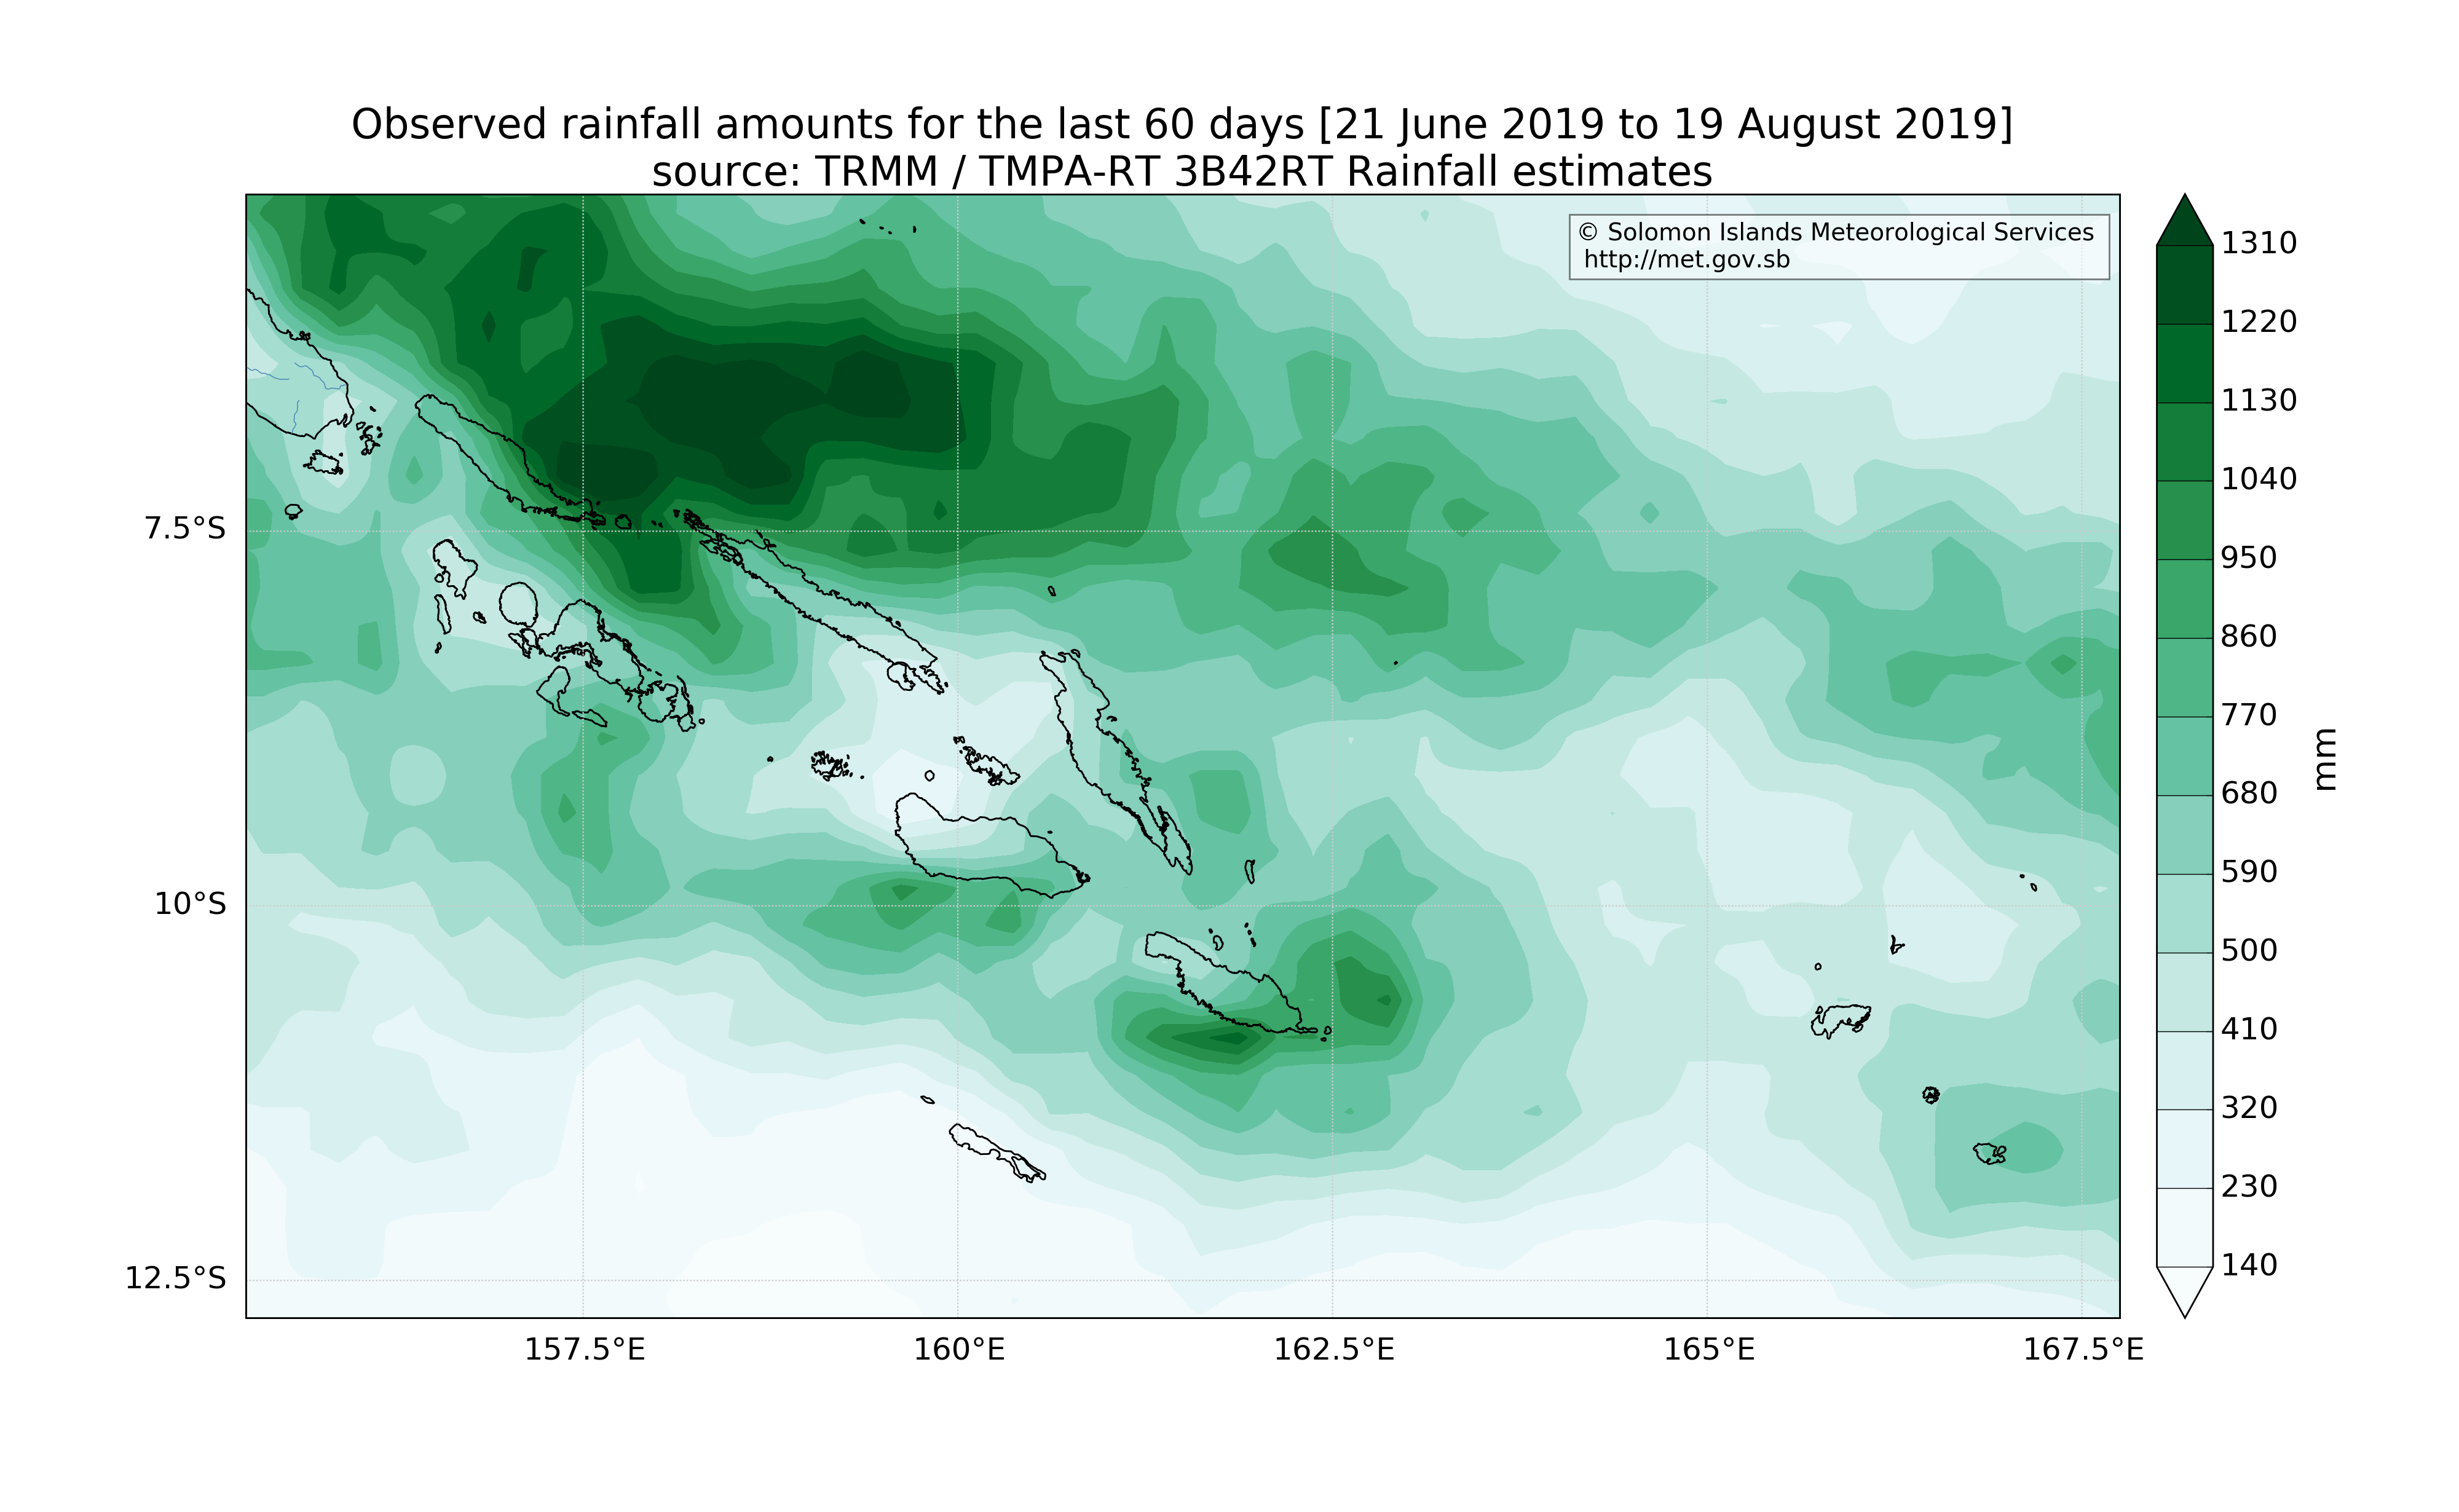 Observed rainfall amounts for the last 60 days [21 June 2019 to 19 August 2019]
source: TRMM / TMPA-RT 3B42RT Rainfall estimates
© Solomon Islands Meteorological Services
http://met.gov.sb
7.5°S
10°S
12.5°S
157.5°E
160°E
162.5°E
165°E
167.5°E
1310
1220
1130
1040
950
860
770
680
590
500
410
320
230
140
mm